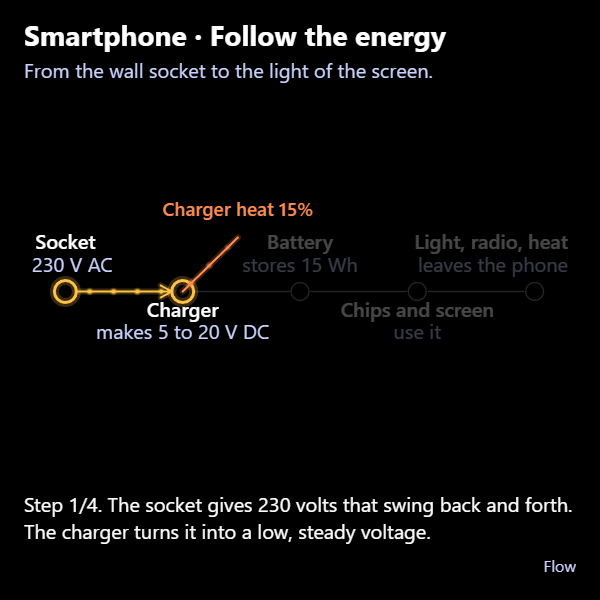 Smartphone · Follow the energy
From the wall socket to the light of the screen.
Charger heat 15%
Socket
230 V AC
Battery
stores 15 Wh
Light, radio, heat
leaves the phone
Charger
makes 5 to 20 V DC
Chips and screen
use it
Step 1/4. The socket gives 230 volts that swing back and forth.
The charger turns it into a low, steady voltage.
Flow